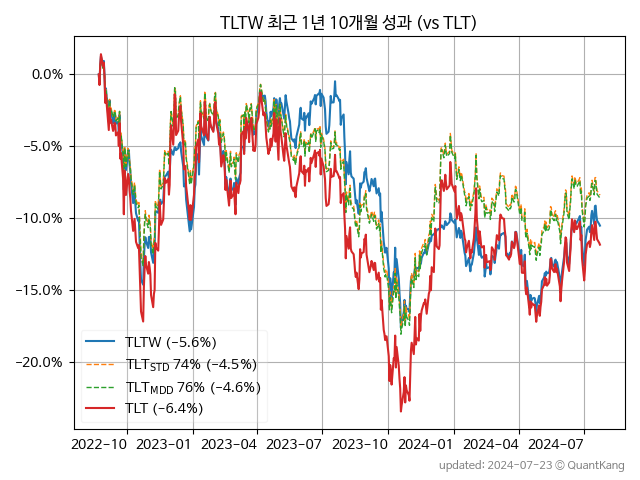 TLTW 최근 1년 10개월 성과 (vs TLT)
0.0%
−5.0%
−10.0%
−15.0%
−20.0%
TLTW (−5.6%)
TLT_STD 74% (−4.5%)
TLT_MDD 76% (−4.6%)
TLT (−6.4%)
2022-10 2023-01 2023-04 2023-07 2023-10 2024-01 2024-04 2024-07
updated: 2024-07-23 © QuantKang